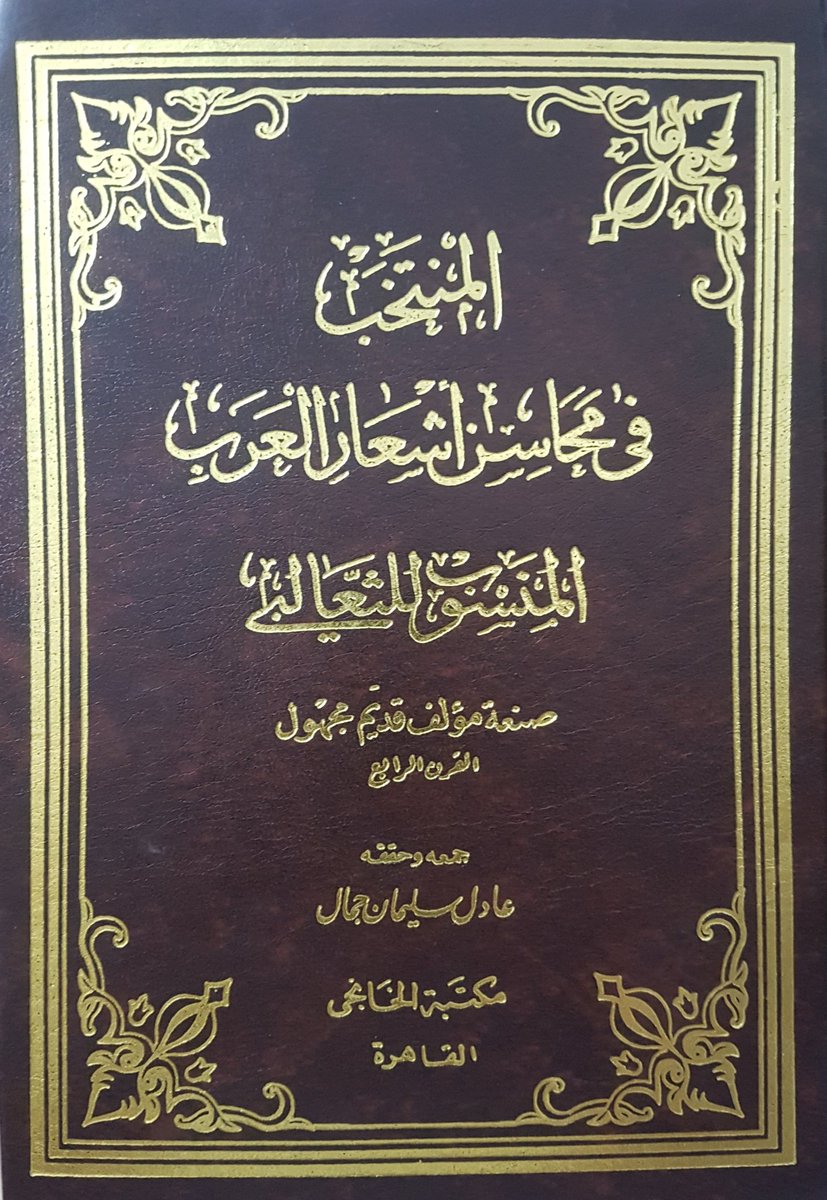 المنتخب
في محاسن أشعار العرب
المنسوب للثعالبي
صنعة مؤلف قديم مجهول
القرن الرابع
جمعه وحققه
عادل سليمان جمال
مكتبة الخانجى
القاهرة